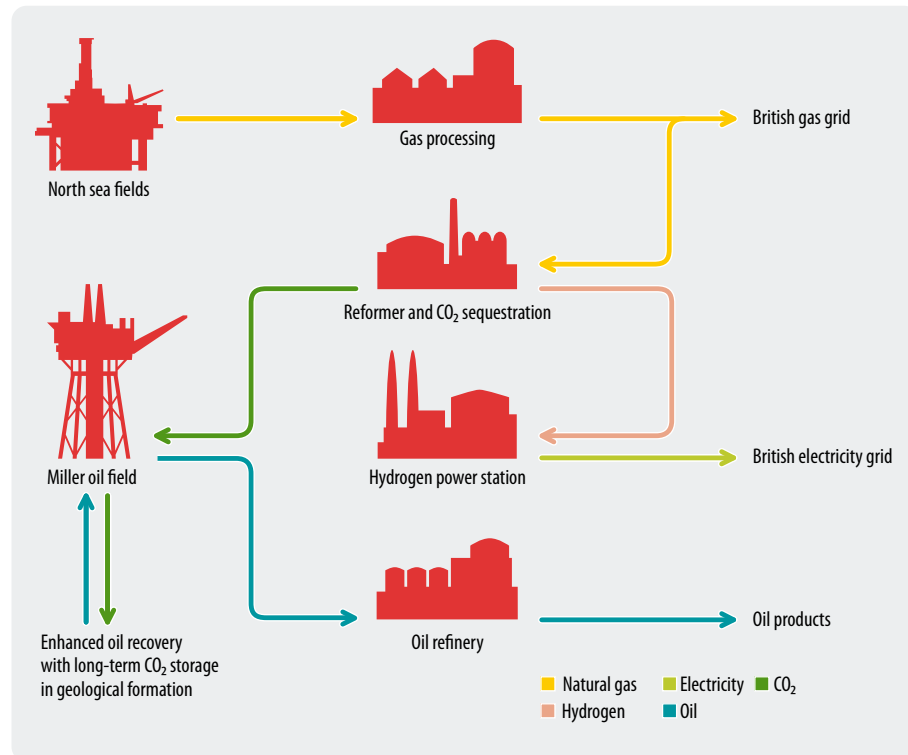 Gas processing
British gas grid
North sea fields
Reformer and CO₂ sequestration
Miller oil field
Hydrogen power station
British electricity grid
Enhanced oil recovery
with long-term CO₂ storage
in geological formation
Oil refinery
Oil products
Natural gas
Electricity
CO₂
Hydrogen
Oil